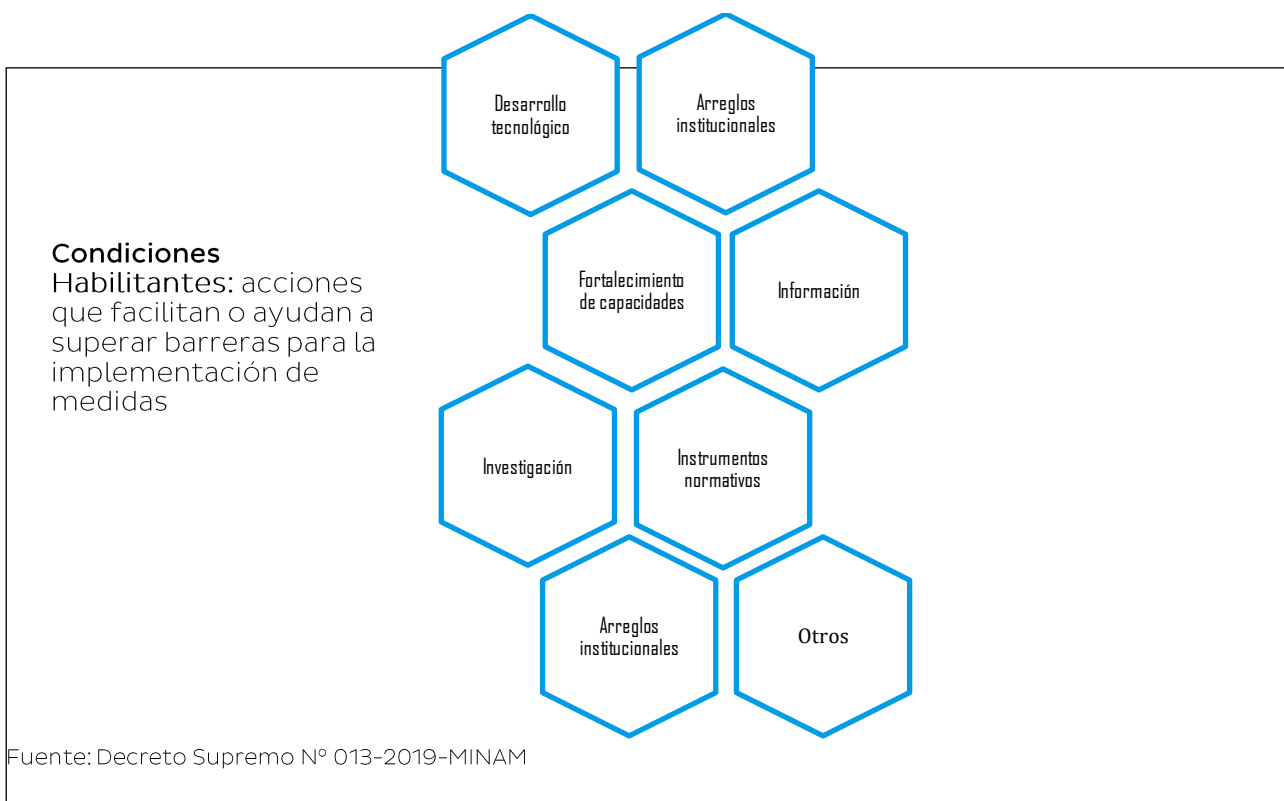 Desarrollo
tecnológico
Arreglos
institucionales
Condiciones
Habilitantes: acciones
que facilitan o ayudan a
superar barreras para la
implementación de
medidas
Fortalecimiento
de capacidades
Información
Investigación
Instrumentos
normativos
Arreglos
institucionales
Otros
Fuente: Decreto Supremo Nº 013-2019-MINAM